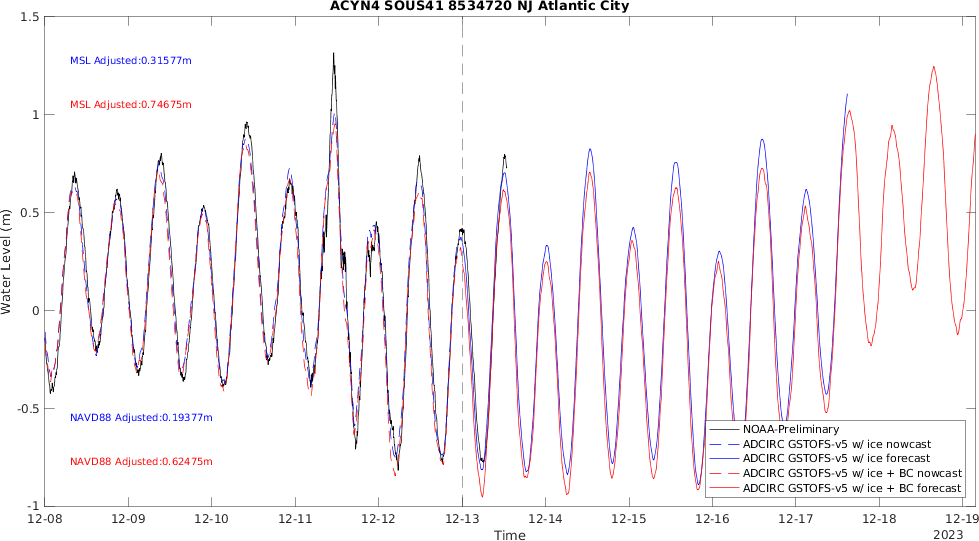 ACYN4 SOUS41 8534720 NJ Atlantic City
1.5
1
0.5
0
-0.5
-1
Water Level (m)
MSL Adjusted:0.31577m
MSL Adjusted:0.74675m
NAVD88 Adjusted:0.19377m
NAVD88 Adjusted:0.62475m
NOAA-Preliminary
ADCIRC GSTOFS-v5 w/ ice nowcast
ADCIRC GSTOFS-v5 w/ ice forecast
ADCIRC GSTOFS-v5 w/ ice + BC nowcast
ADCIRC GSTOFS-v5 w/ ice + BC forecast
12-08 12-09 12-10 12-11 12-12 12-13 12-14 12-15 12-16 12-17 12-18 12-19
Time
2023